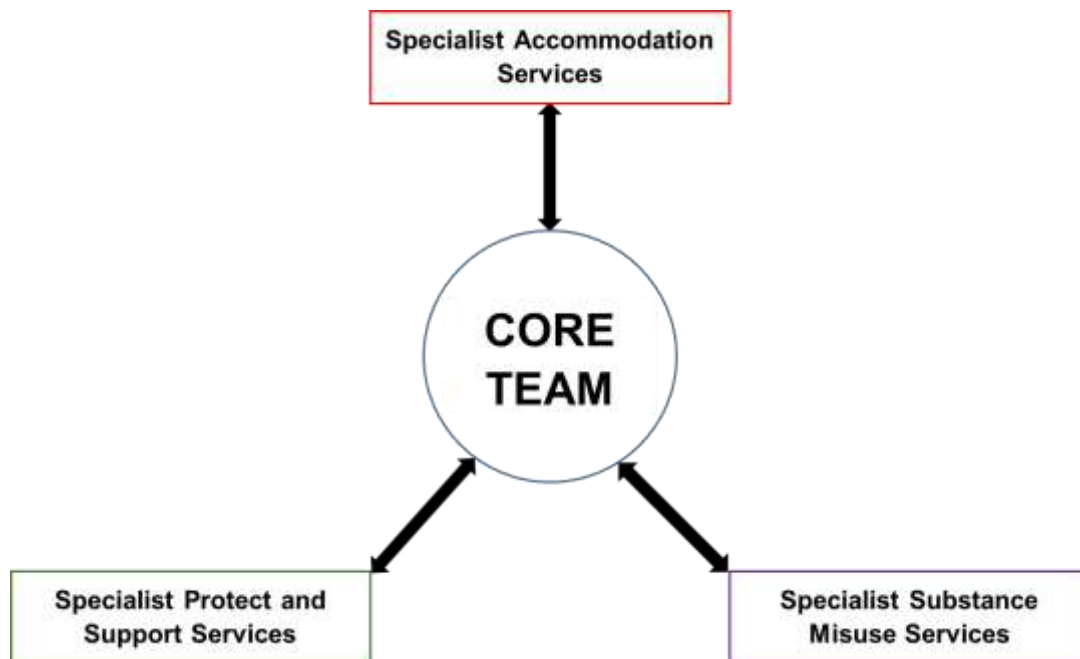 Specialist Accommodation
Services
CORE
TEAM
Specialist Protect and
Support Services
Specialist Substance
Misuse Services